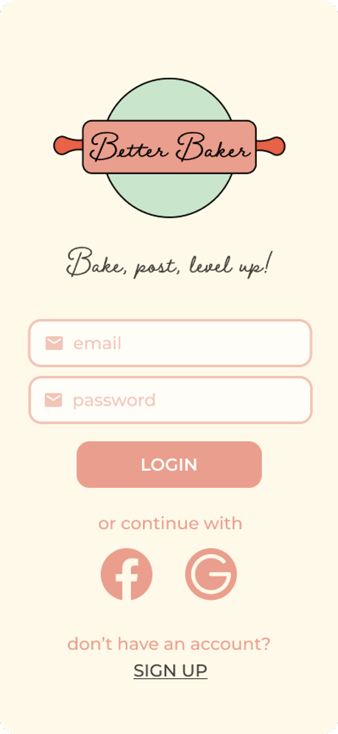 Better Baker
Bake, post, level up!
email
password
LOGIN
or continue with
don't have an account?
SIGN UP